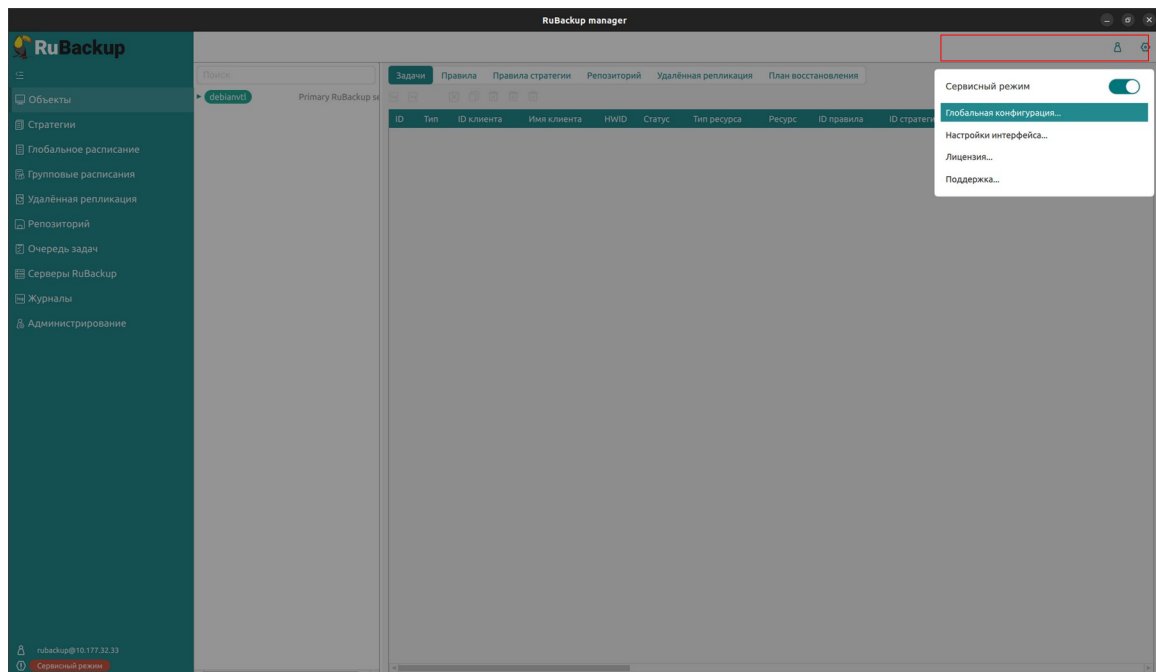 RuBackup manager
RuBackup
Поиск
Задачи Правила Правила стратегии Репозиторий Удалённая репликация План восстановления
Сервисный режим
Объекты
debianvtl Primary RuBackup se
Глобальная конфигурация...
ID Тип ID клиента Имя клиента HWID Статус Тип ресурса Ресурс ID правила ID стратеги
Стратегии
Настройки интерфейса...
Глобальное расписание
Лицензия...
Групповые расписания
Поддержка...
Удалённая репликация
Репозиторий
Очередь задач
Серверы RuBackup
Журналы
Администрирование
rubackup@10.177.32.33
Сервисный режим